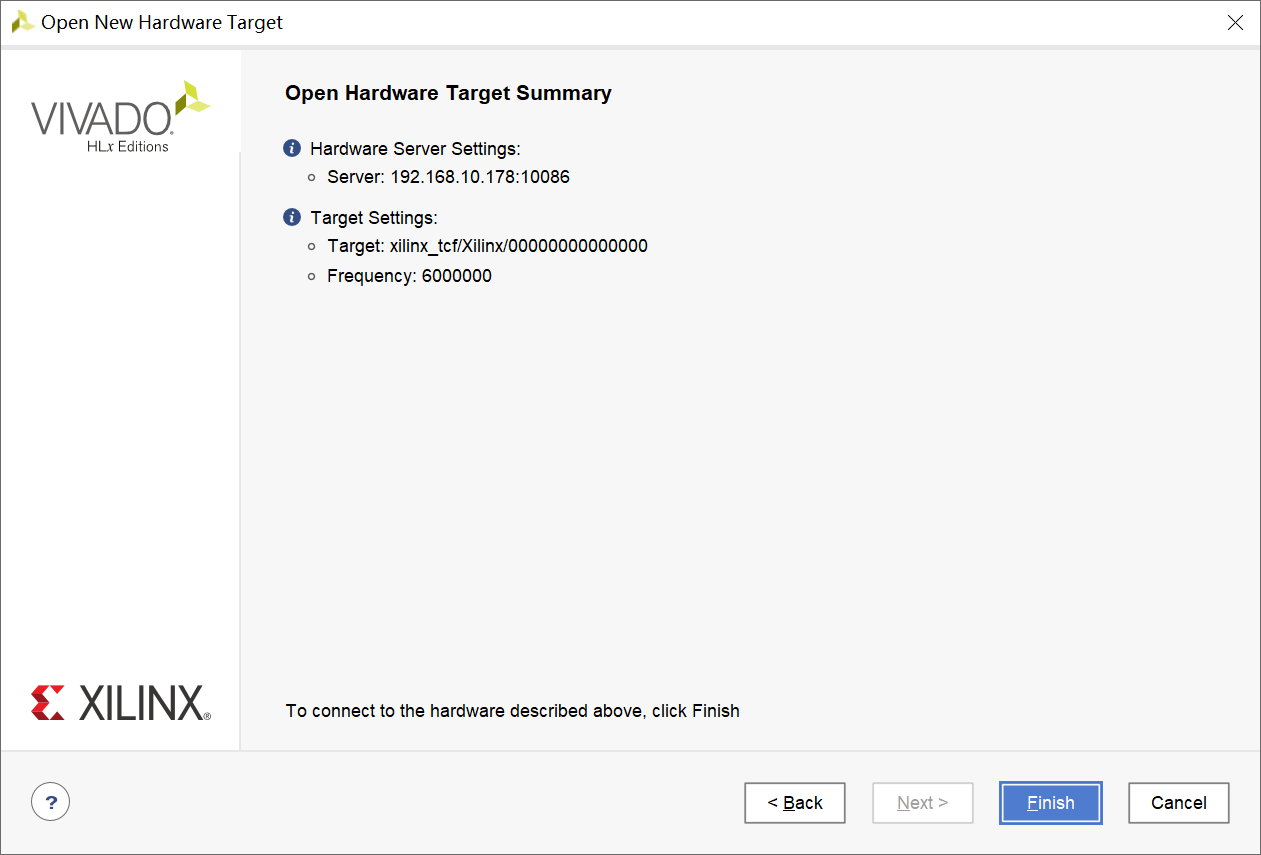 Open New Hardware Target
VIVADO.
HLx Editions
Open Hardware Target Summary
Hardware Server Settings:
Server: 192.168.10.178:10086
Target Settings:
Target: xilinx_tcf/Xilinx/00000000000000
Frequency: 6000000
XILINX®
To connect to the hardware described above, click Finish
?
< Back
Next >
Finish
Cancel